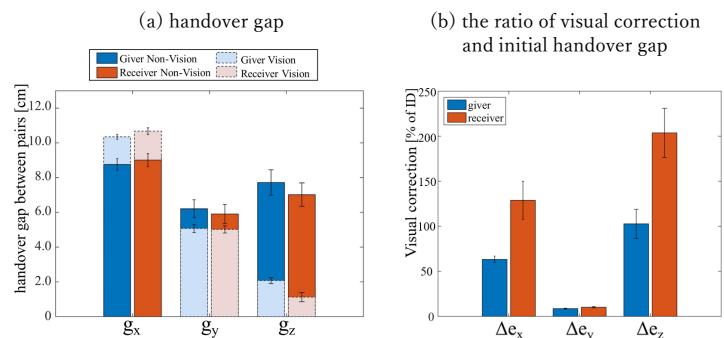 (a) handover gap
Giver Non-Vision
Giver Vision
Receiver Non-Vision
Receiver Vision
handover gap between pairs [cm]
12.0
10.0
8.0
6.0
4.0
2.0
0
gx
gy
gz
(b) the ratio of visual correction
and initial handover gap
giver
receiver
Visual correction [% of ID]
250
200
150
100
50
0
Δex
Δey
Δez